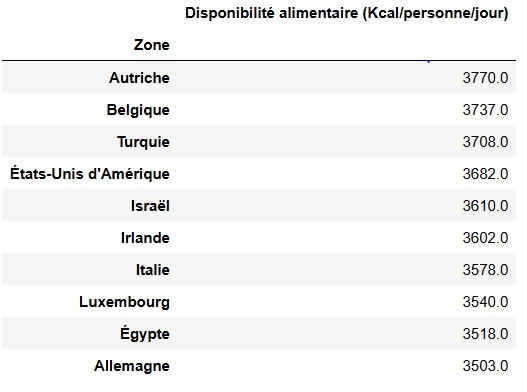 Disponibilité alimentaire (Kcal/personne/jour)
Zone
Autriche 3770.0
Belgique 3737.0
Turquie 3708.0
États-Unis d'Amérique 3682.0
Israël 3610.0
Irlande 3602.0
Italie 3578.0
Luxembourg 3540.0
Égypte 3518.0
Allemagne 3503.0